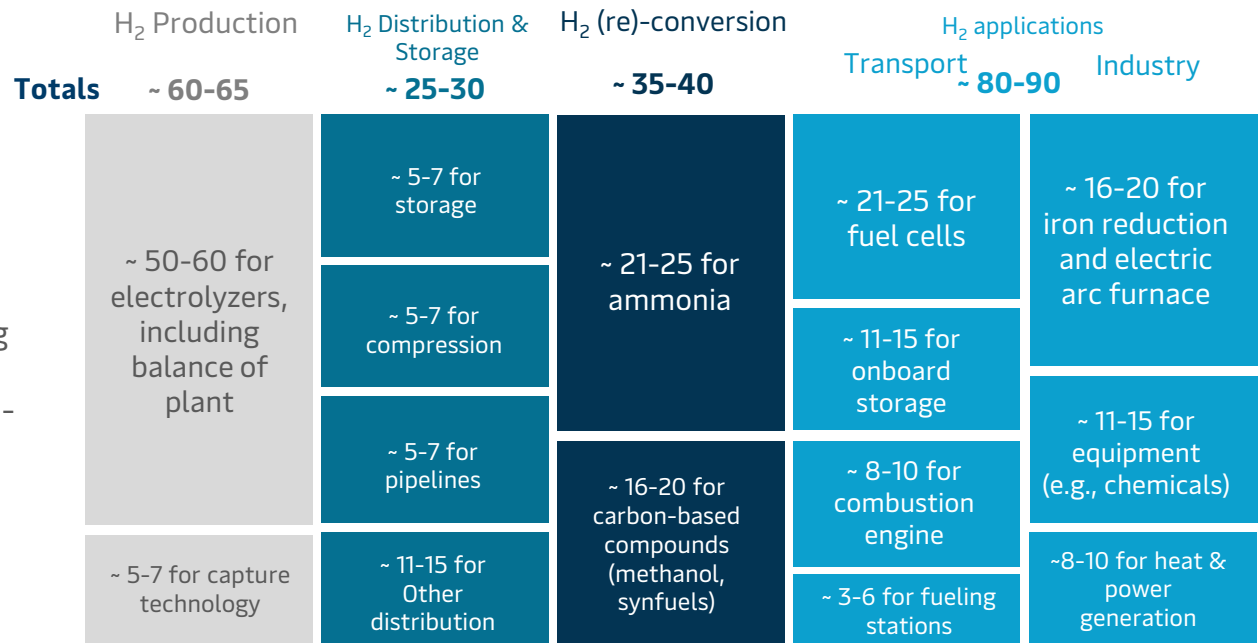 H₂ Production
H₂ Distribution &
Storage
H₂ (re)-conversion
H₂ applications
Transport
Industry
Totals
~ 60-65
~ 25-30
~ 35-40
~ 80-90
~ 50-60 for
electrolyzers,
including
balance of
plant
~ 5-7 for capture
technology
~ 5-7 for
storage
~ 5-7 for
compression
~ 5-7 for
pipelines
~ 11-15 for
Other
distribution
~ 21-25 for
ammonia
~ 16-20 for
carbon-based
compounds
(methanol,
synfuels)
~ 21-25 for
fuel cells
~ 11-15 for
onboard
storage
~ 8-10 for
combustion
engine
~ 3-6 for fueling
stations
~ 16-20 for
iron reduction
and electric
arc furnace
~ 11-15 for
equipment
(e.g., chemicals)
~8-10 for heat &
power
generation
g
-